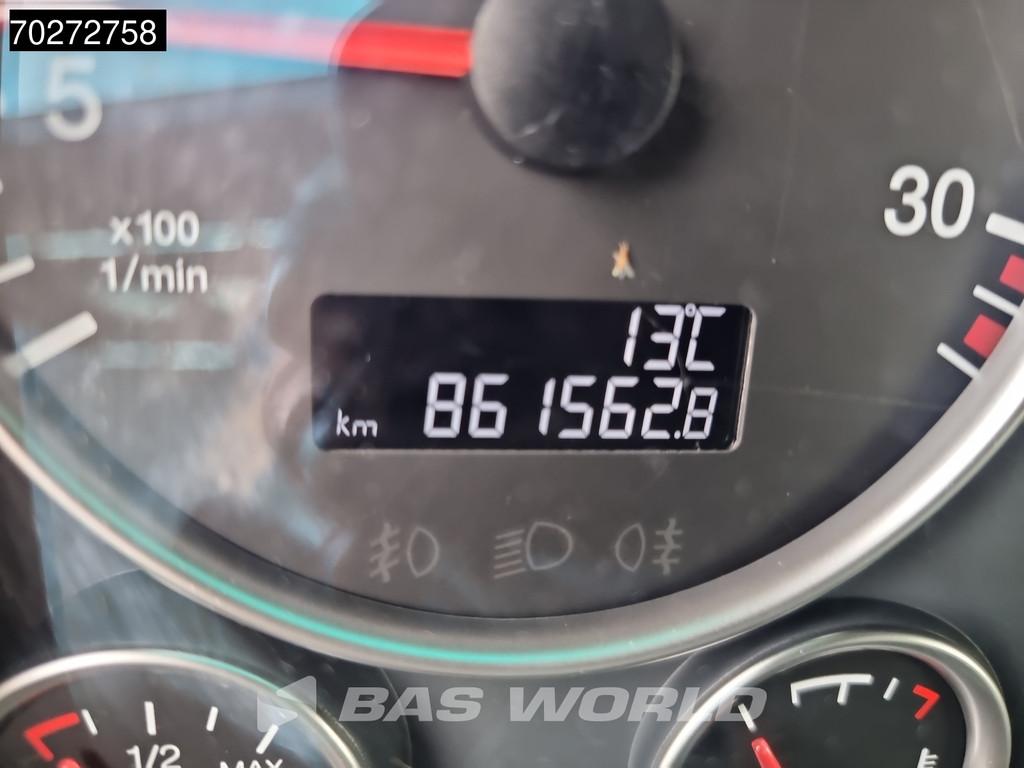 70272758
5
x100
1/min
30
13°C
km 861562.8
BAS WORLD
1/2
MAX